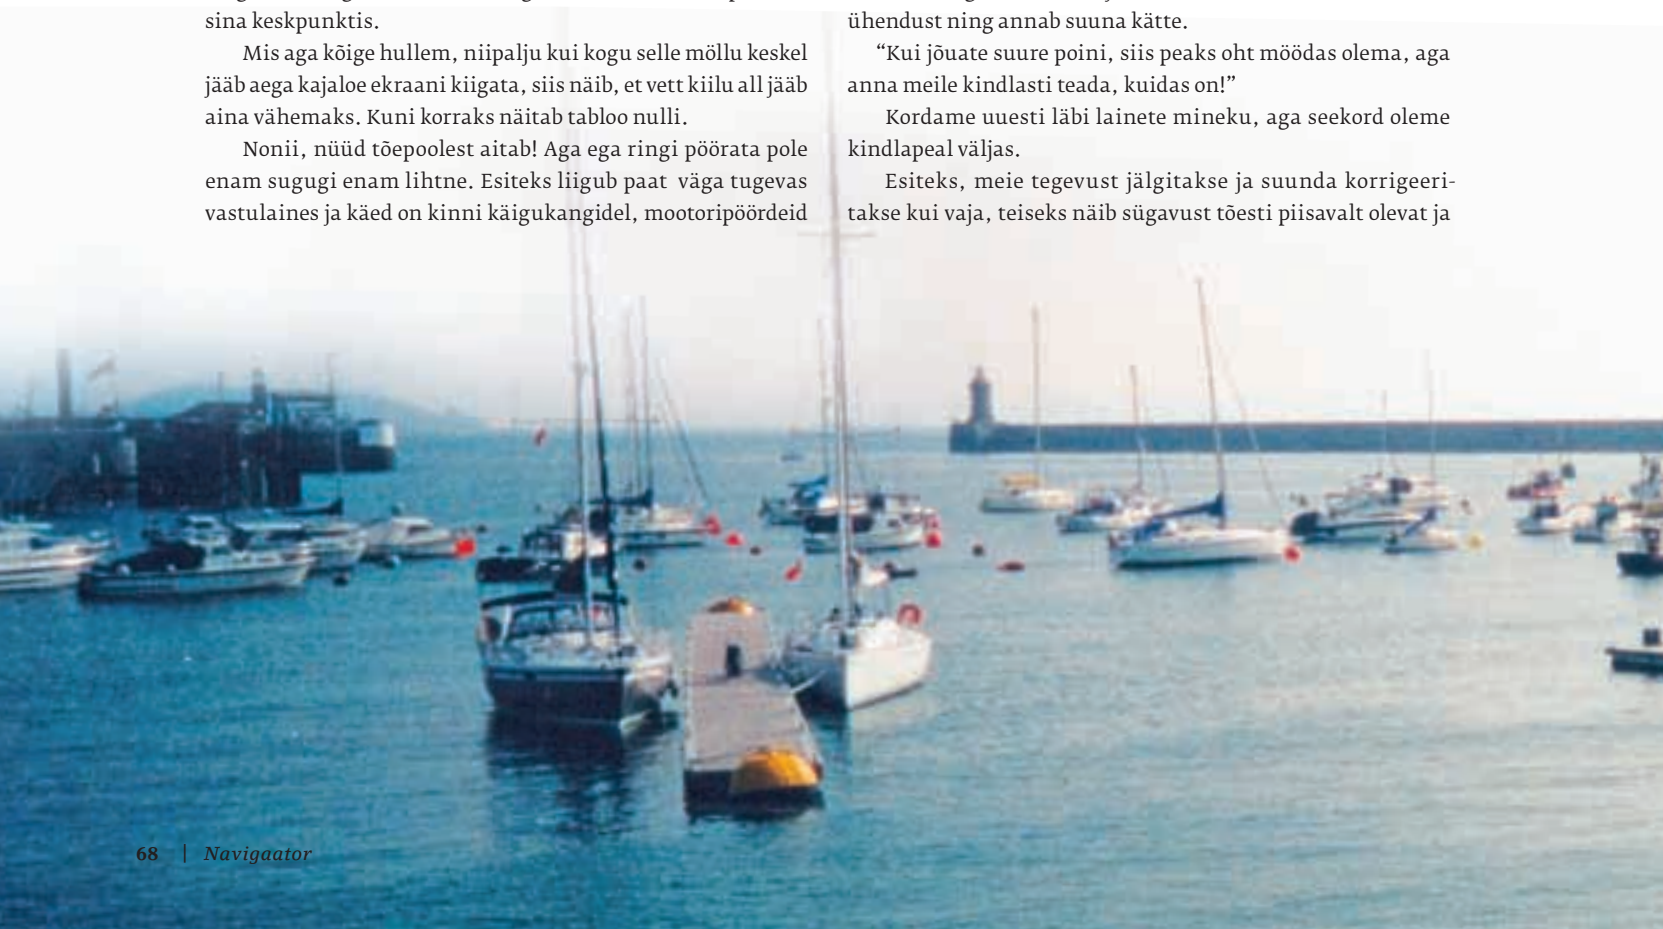 sina keskpunktis.
Mis aga kõige hullem, niipalju kui kogu selle möllu keskel
jääb aega kajaloe ekraani kiigata, siis näib, et vett kiilu all jääb
aina vähemaks. Kuni korraks näitab tabloo nulli.
Nonii, nüüd tõepoolest aitab! Aga ega ringi pöörata pole
enam sugugi enam lihtne. Esiteks liigub paat väga tugevas
vastulaines ja käed on kinni käigukangidel, mootoripöördeid
ühendust ning annab suuna kätte.
“Kui jõuate suure poini, siis peaks oht möödas olema, aga
anna meile kindlasti teada, kuidas on!”
Kordame uuesti läbi lainete mineku, aga seekord oleme
kindlapeal väljas.
Esiteks, meie tegevust jälgitakse ja suunda korrigeeri-
takse kui vaja, teiseks näib sügavust tõesti piisavalt olevat ja
68 | Navigaator